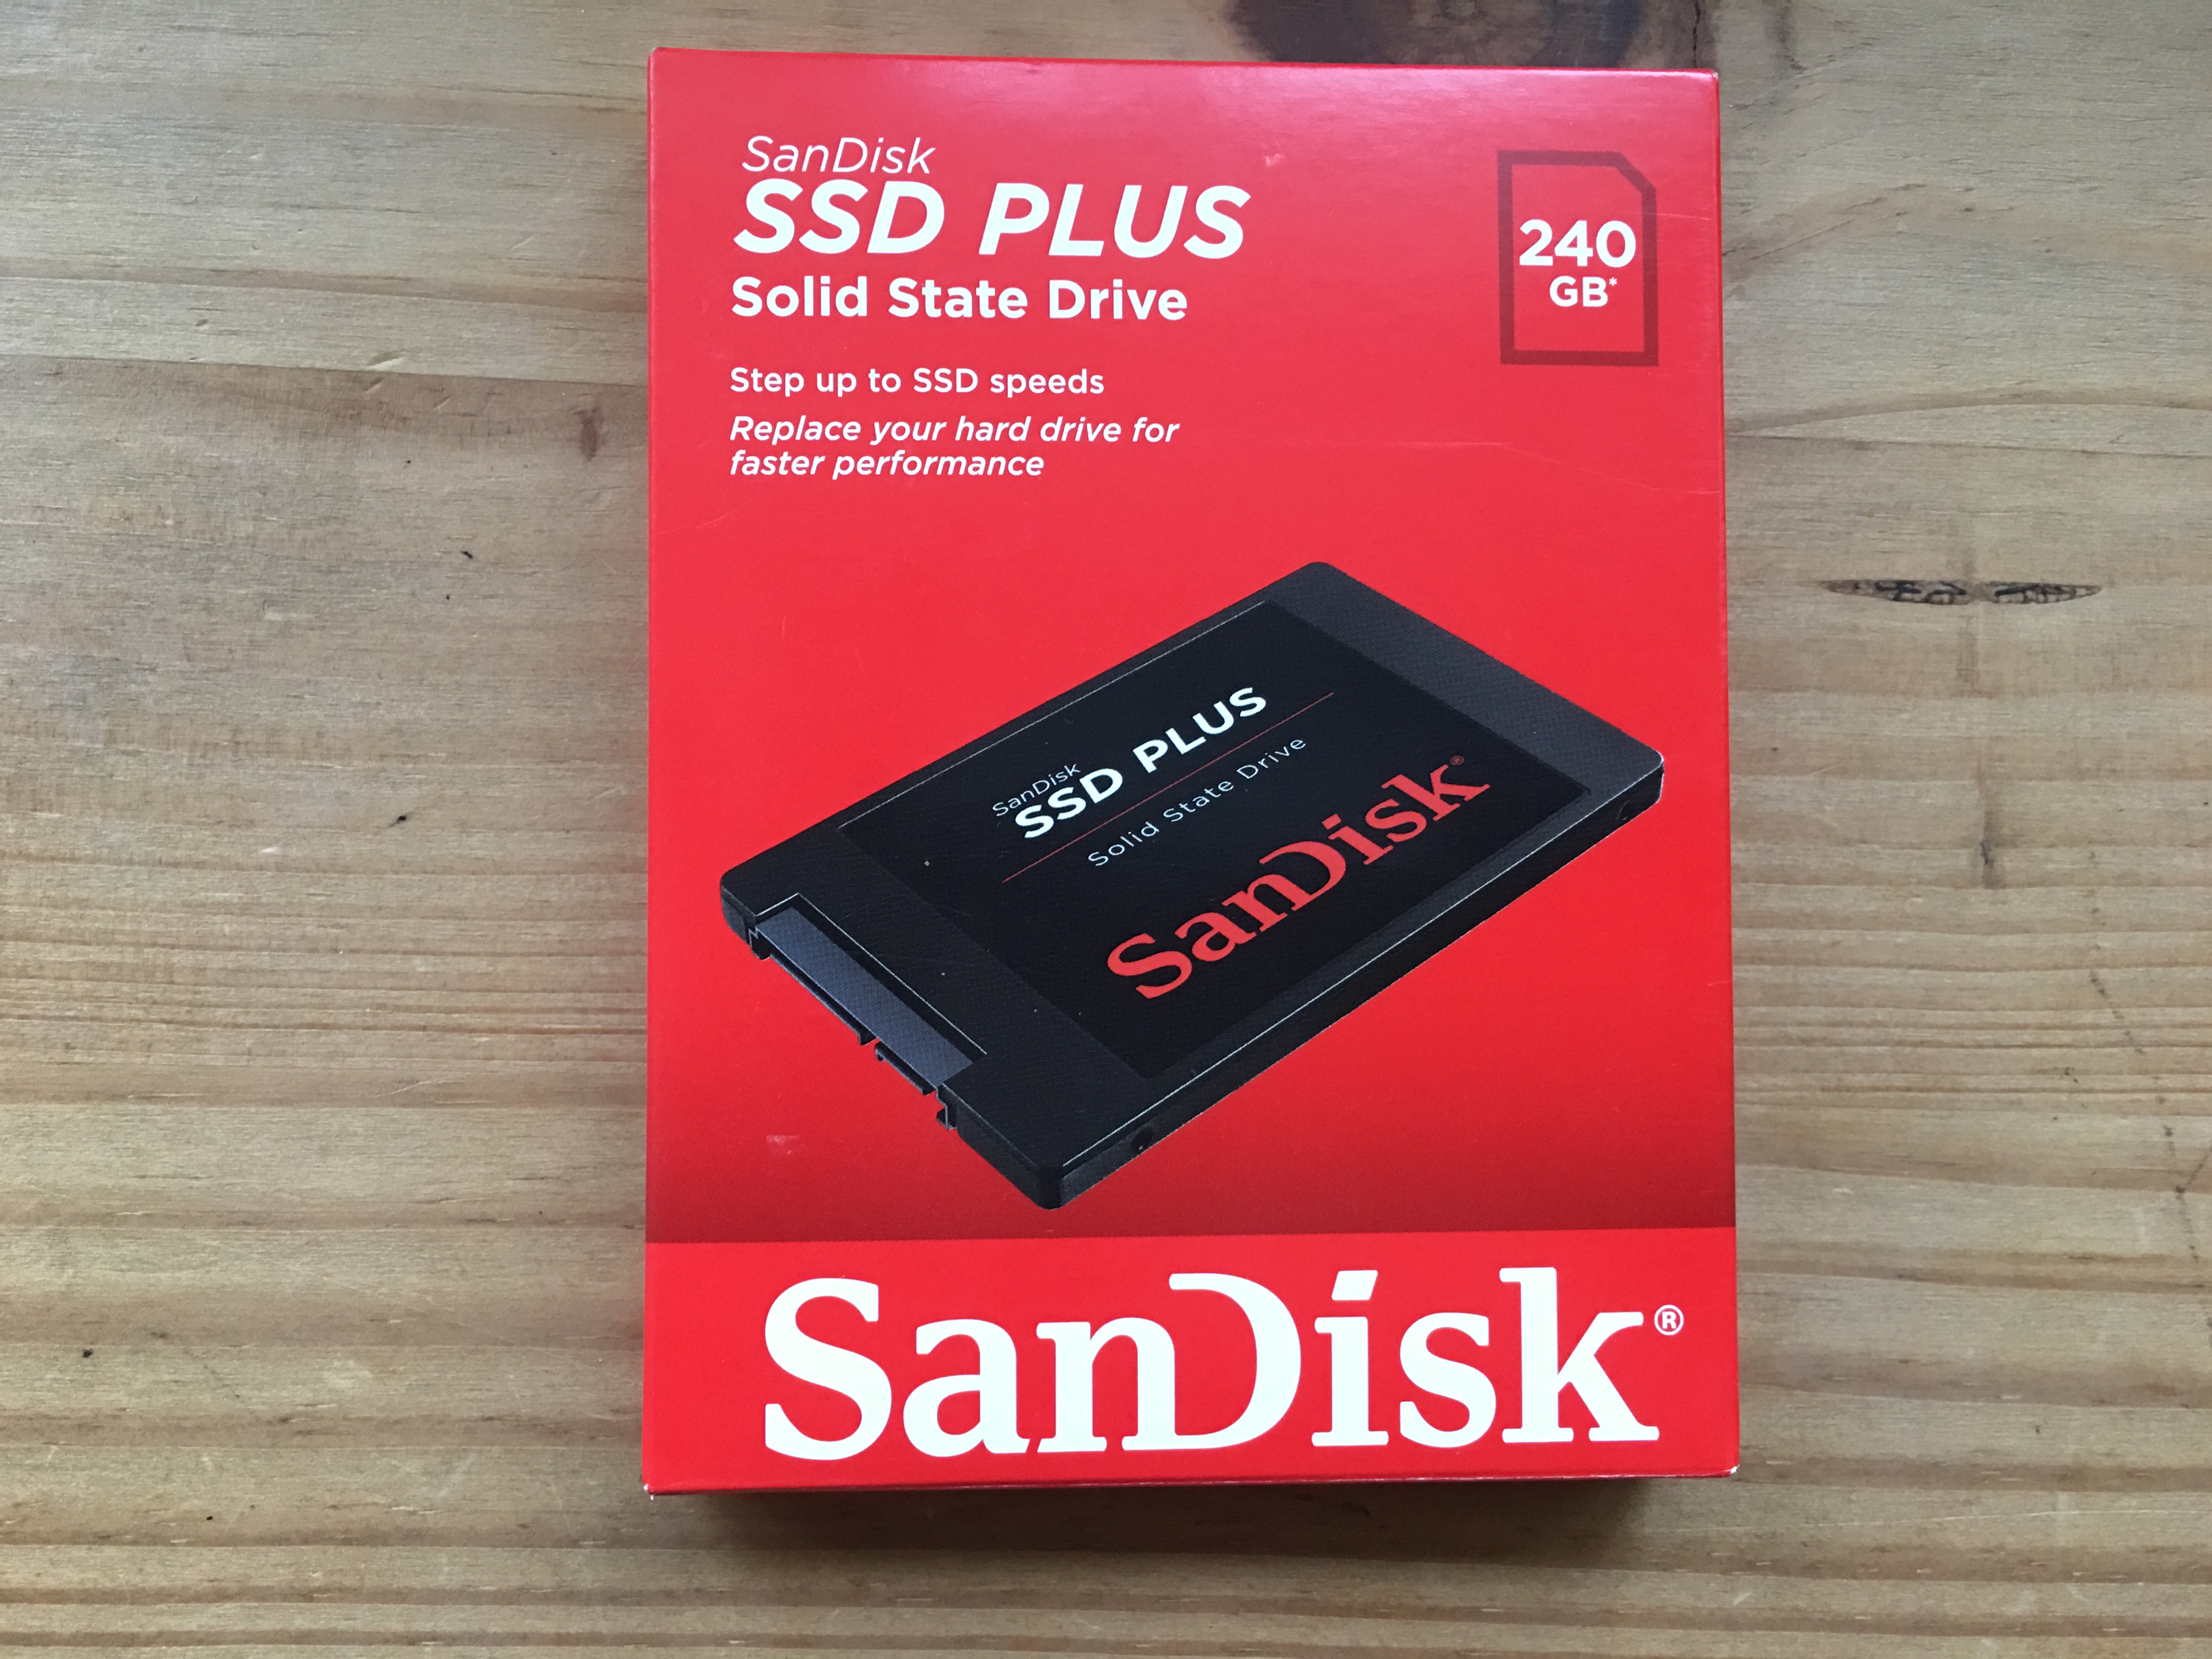 SanDisk
SSD PLUS
Solid State Drive
Step up to SSD speeds
Replace your hard drive for
faster performance
240
GB*
SanDisk
SSD PLUS
Solid State Drive
SanDisk®
SanDisk®